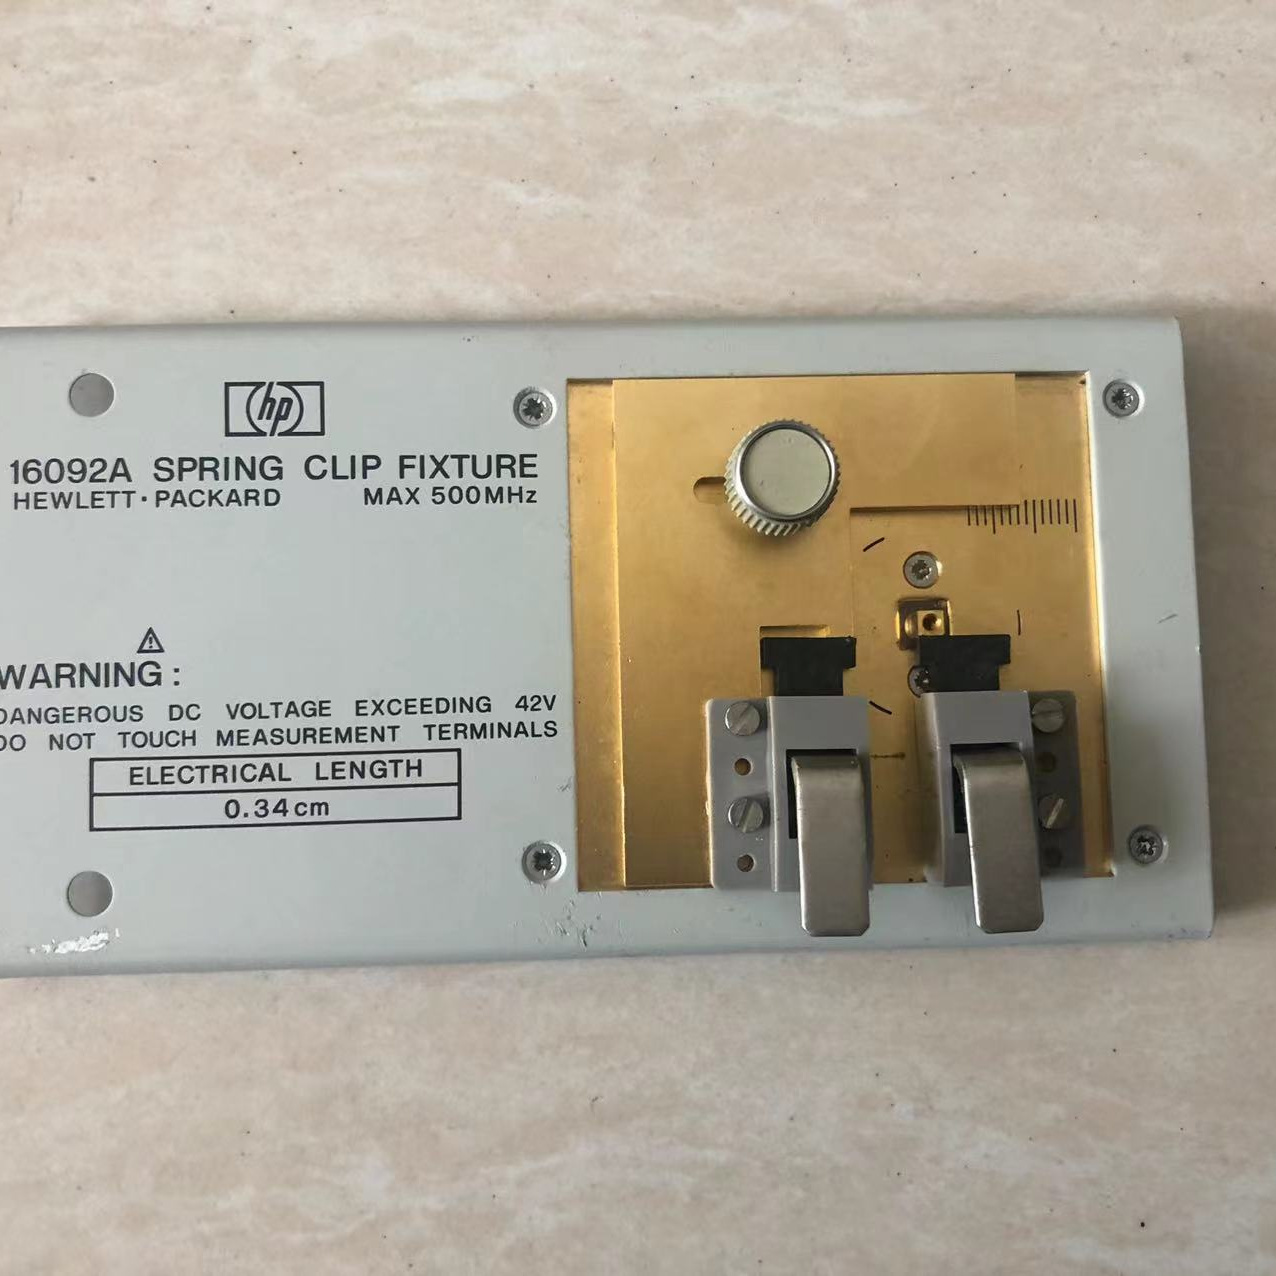 hp
16092A SPRING CLIP FIXTURE
HEWLETT·PACKARD MAX 500MHz
WARNING:
DANGEROUS DC VOLTAGE EXCEEDING 42V
DO NOT TOUCH MEASUREMENT TERMINALS
ELECTRICAL LENGTH
0.34cm